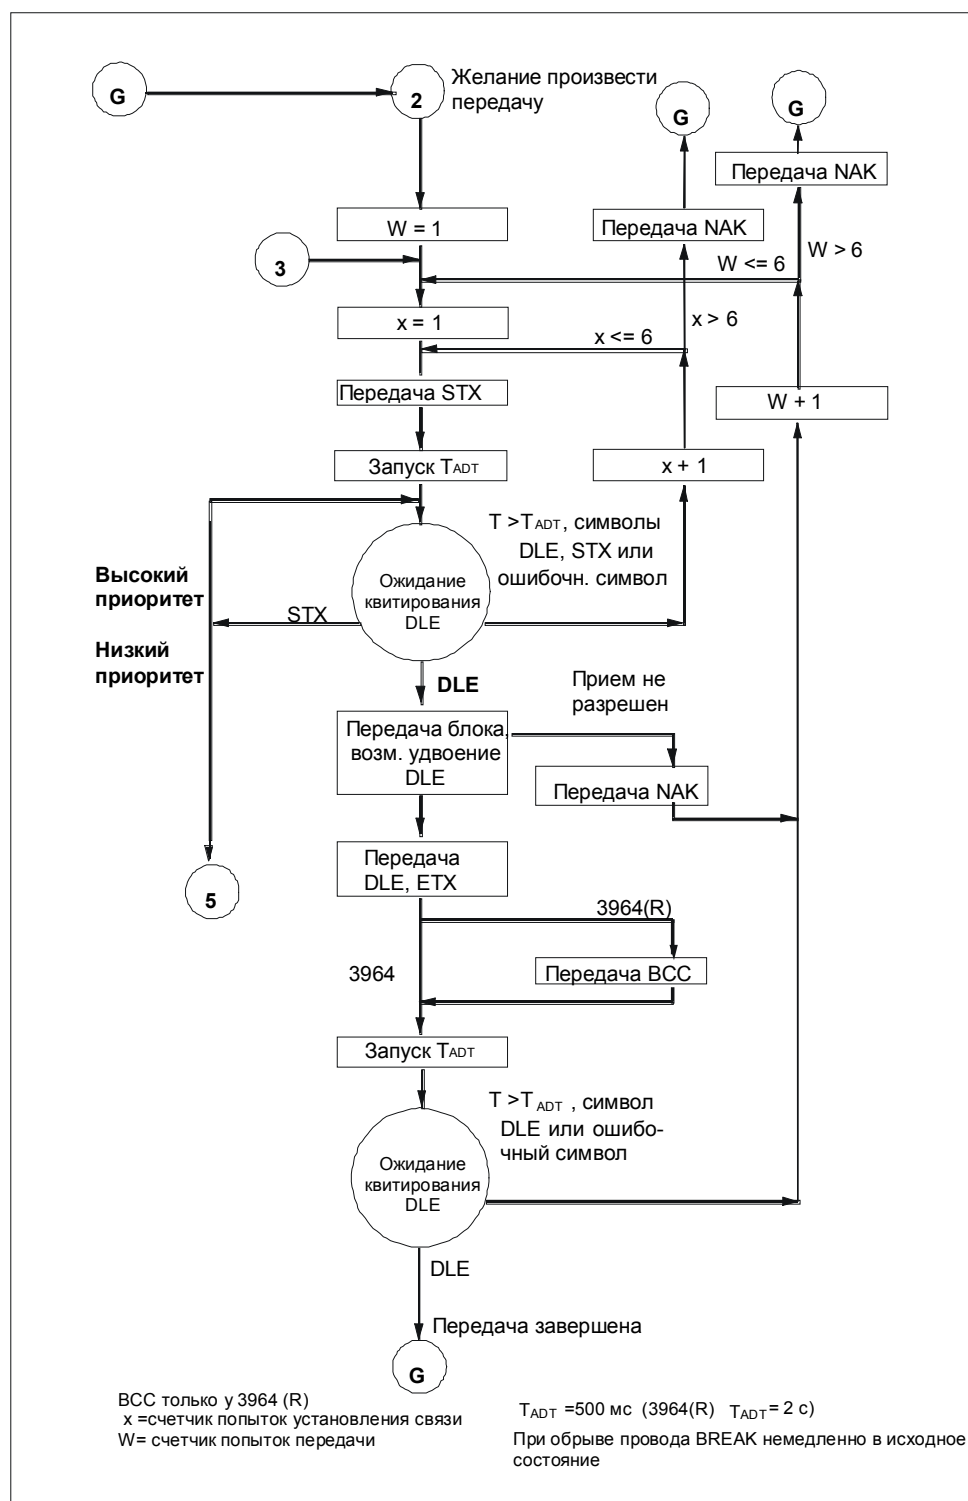 G
2
Желание произвести
передачу
G
G
Передача NAK
W = 1
Передача NAK
W > 6
W <= 6
3
x = 1
x > 6
x <= 6
Передача STX
W + 1
Запуск TADT
x + 1
T >TADT, символы
DLE, STX или
ошибочн. символ
Высокий
приоритет
Ожидание
квитирования
DLE
STX
Низкий
приоритет
DLE
Прием не
разрешен
Передача блока,
возм. удвоение
DLE
Передача NAK
Передача
DLE, ETX
5
3964(R)
3964
Передача BCC
Запуск TADT
T >TADT , символ
DLE или ошибо-
чный символ
Ожидание
квитирования
DLE
DLE
Передача завершена
G
BCC только у 3964 (R)
x =счетчик попыток установления связи
W= счетчик попыток передачи
TADT =500 мс (3964(R) TADT = 2 с)
При обрыве провода BREAK немедленно в исходное
состояние